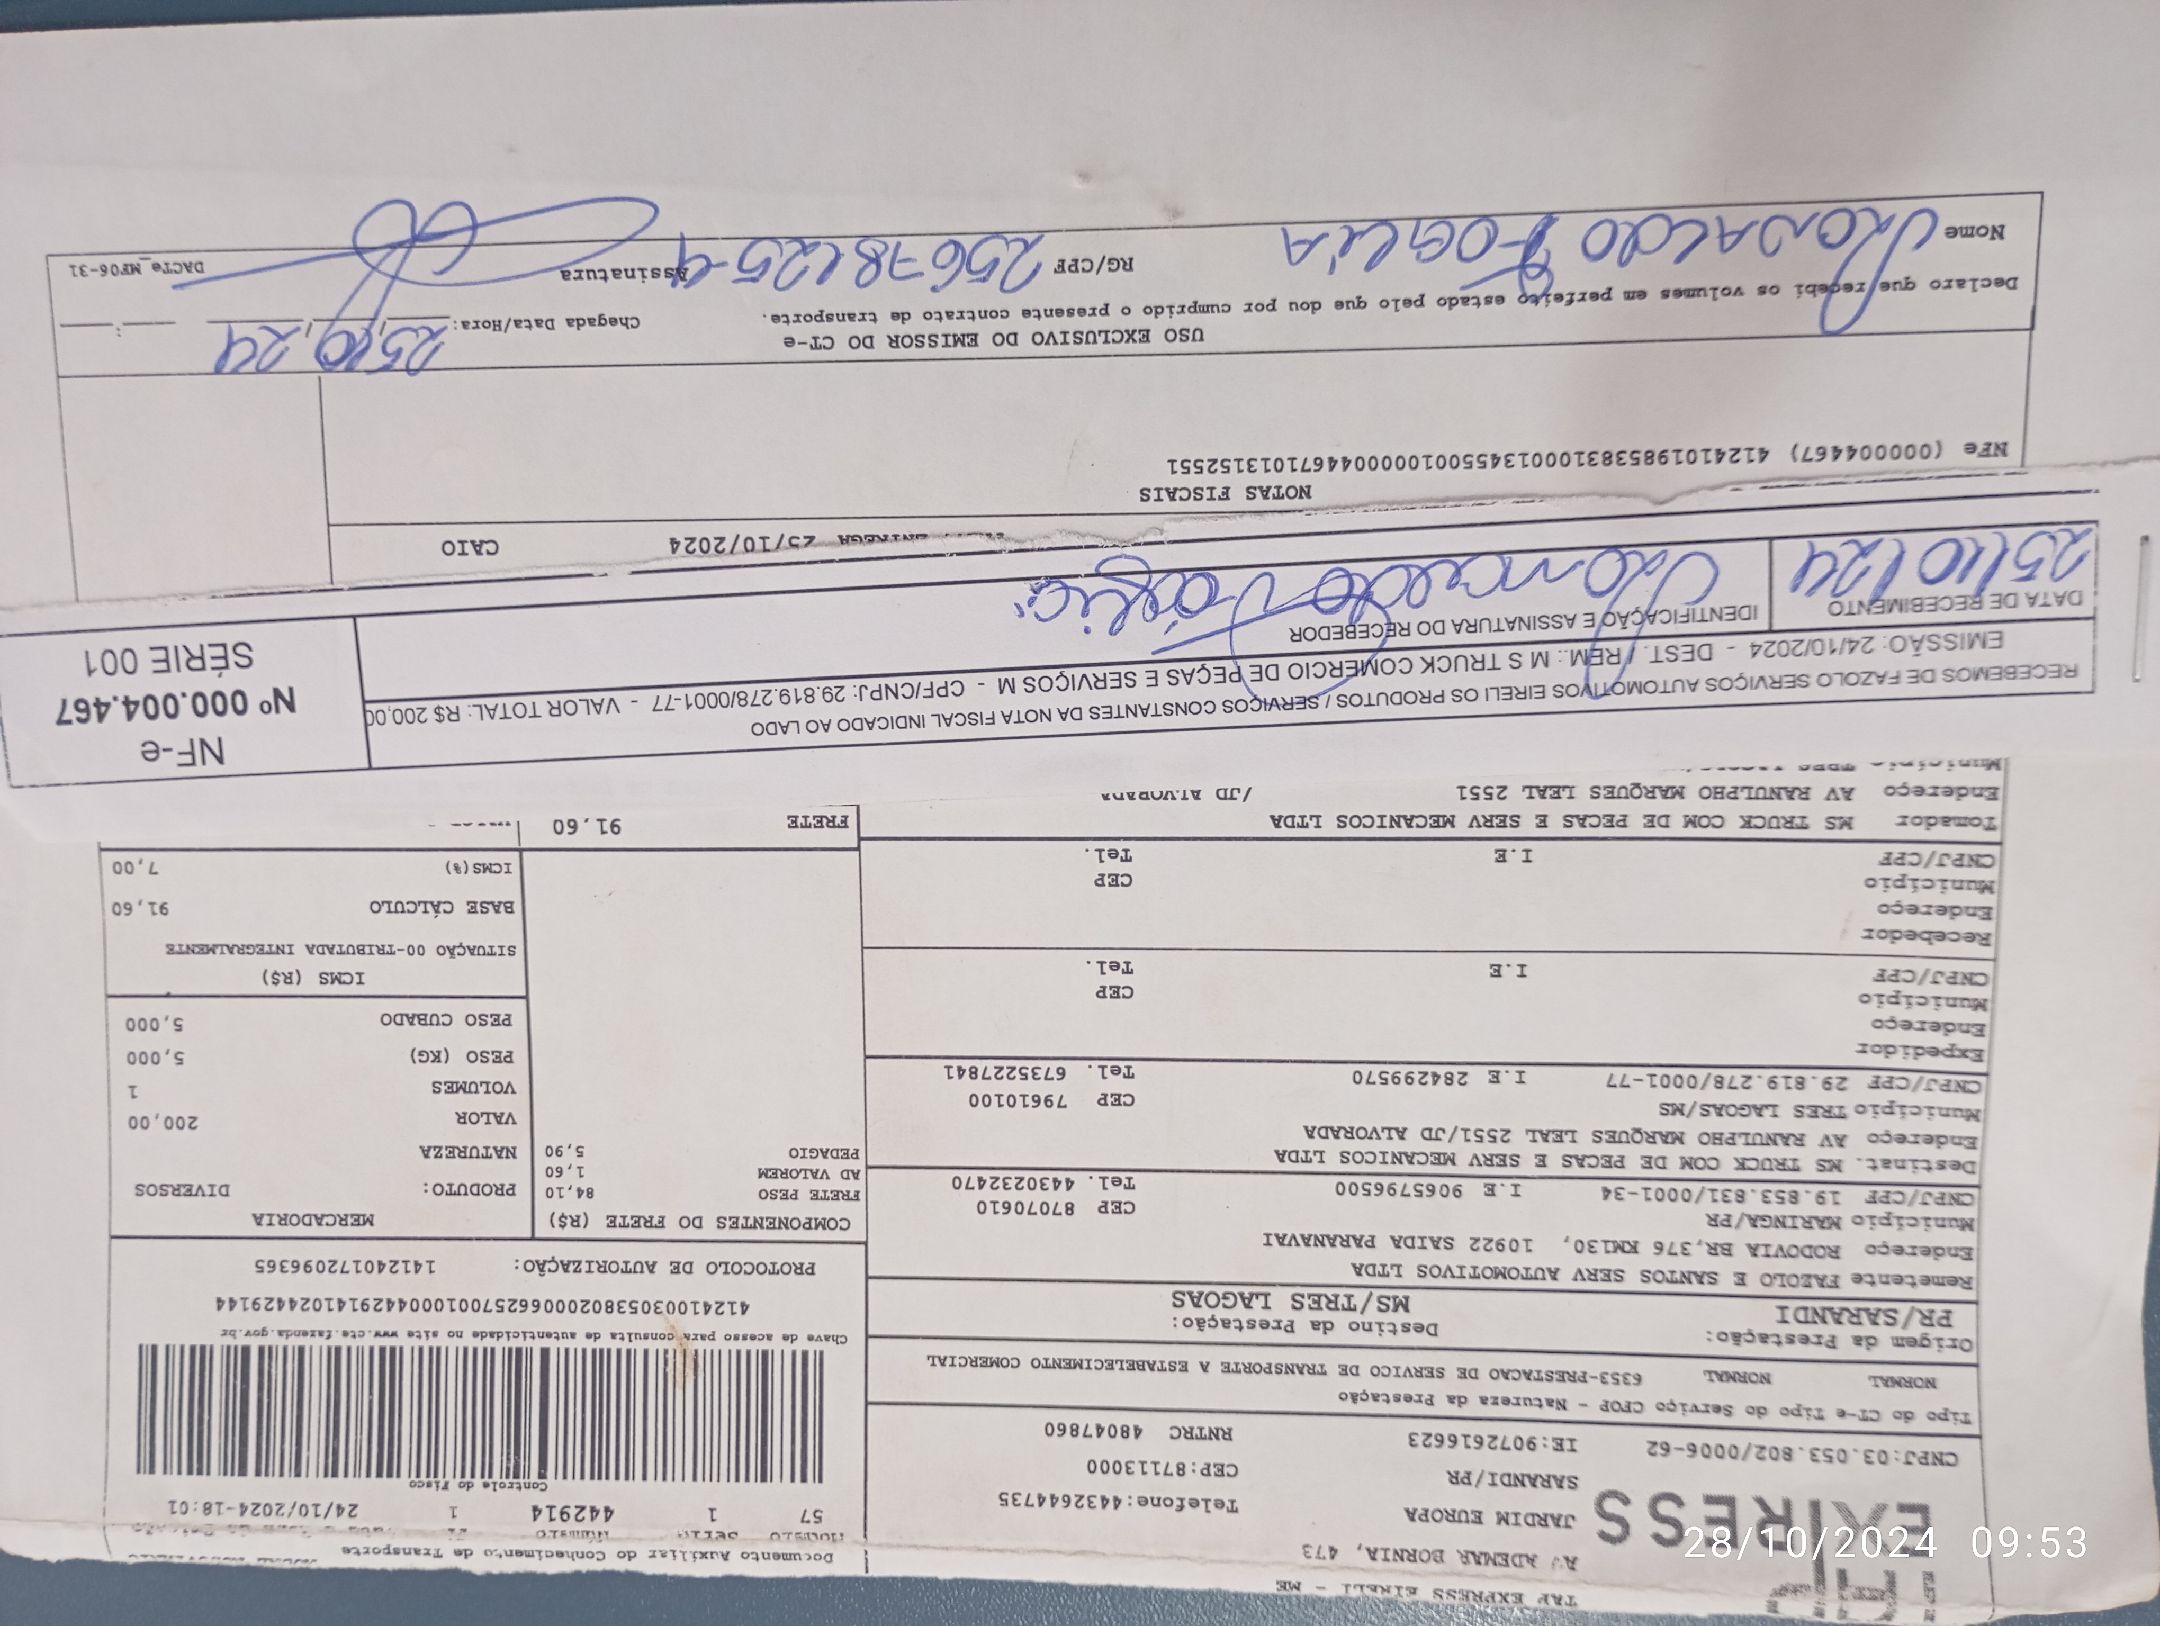 TAP EXPRESS EIRELI - ME
AV ADEMAR BORNIA, 473
JARDIM EUROPA Telefone:4432644735
SARANDI/PR CEP:87113000
EXPRESS
CNPJ:03.053.802/0006-62 IE:9072616623 RNTRC 48047860
Documento Auxiliar do Conhecimento de Transporte
57 1 442914 1 24/10/2024-18:01
Controle do Fisco
Chave de acesso para consulta de autenticidade no site www.cte.fazenda.gov.br
41241003053802000662570010004429141024429144
PROTOCOLO DE AUTORIZAÇÃO: 141240172096365
Tipo do CT-e Tipo do Serviço CFOP - Natureza da Prestação
NORMAL NORMAL 6353-PRESTACAO DE SERVICO DE TRANSPORTE A ESTABELECIMENTO COMERCIAL
Origem da Prestação: Destino da Prestação:
PR/SARANDI MS/TRES LAGOAS
Remetente FAZOLO E SANTOS SERV AUTOMOTIVOS LTDA
Endereço RODOVIA BR,376 KM130, 10922 SAIDA PARANAVAI
Município MARINGA/PR CEP 87070610
CNPJ/CPF 19.853.831/0001-34 I.E 9065796500 Tel. 4430232470
Destinat. MS TRUCK COM DE PECAS E SERV MECANICOS LTDA
Endereço AV RANULPHO MARQUES LEAL 2551/JD ALVORADA
Município TRES LAGOAS/MS CEP 79610100
CNPJ/CPF 29.819.278/0001-77 I.E 284299570 Tel. 6735227841
Expedidor
Endereço
Município CEP
CNPJ/CPF I.E Tel.
Recebedor
Endereço
Município CEP
CNPJ/CPF I.E Tel.
Tomador MS TRUCK COM DE PECAS E SERV MECANICOS LTDA
Endereço AV RANULPHO MARQUES LEAL 2551 /JD ALVORADA
Município
COMPONENTES DO FRETE (R$)
FRETE PESO 84,10
AD VALOREM 1,60
PEDAGIO 5,90
FRETE 91,60
MERCADORIA
PRODUTO: DIVERSOS
NATUREZA
VALOR 200,00
VOLUMES 1
PESO (KG) 5,000
PESO CUBADO 5,000
ICMS (R$)
SITUAÇÃO 00-TRIBUTADA INTEGRALMENTE
BASE CÁLCULO 91,60
ICMS(%) 7,00
RECEBEMOS DE FAZOLO SERVIÇOS AUTOMOTIVOS EIRELI OS PRODUTOS / SERVIÇOS CONSTANTES DA NOTA FISCAL INDICADO AO LADO
EMISSÃO: 24/10/2024 - DEST. / REM.: M S TRUCK COMERCIO DE PEÇAS E SERVIÇOS M - CPF/CNPJ: 29.819.278/0001-77 - VALOR TOTAL: R$ 200,00
DATA DE RECEBIMENTO
25/10/24
IDENTIFICAÇÃO E ASSINATURA DO RECEBEDOR
NF-e
Nº 000.004.467
SÉRIE 001
ENTREGA 25/10/2024 CAIO
NOTAS FISCAIS
NFe (000004467) 41241019853831000134550010000044671013152551
USO EXCLUSIVO DO EMISSOR DO CT-e
Declaro que recebi os volumes em perfeito estado pelo que dou por cumprido o presente contrato de transporte.
Chegada Data/Hora: 25/10/24
Nome RG/CPF 25678125-4 Assinatura
DACTe_MF06-31
28/10/2024 09:53